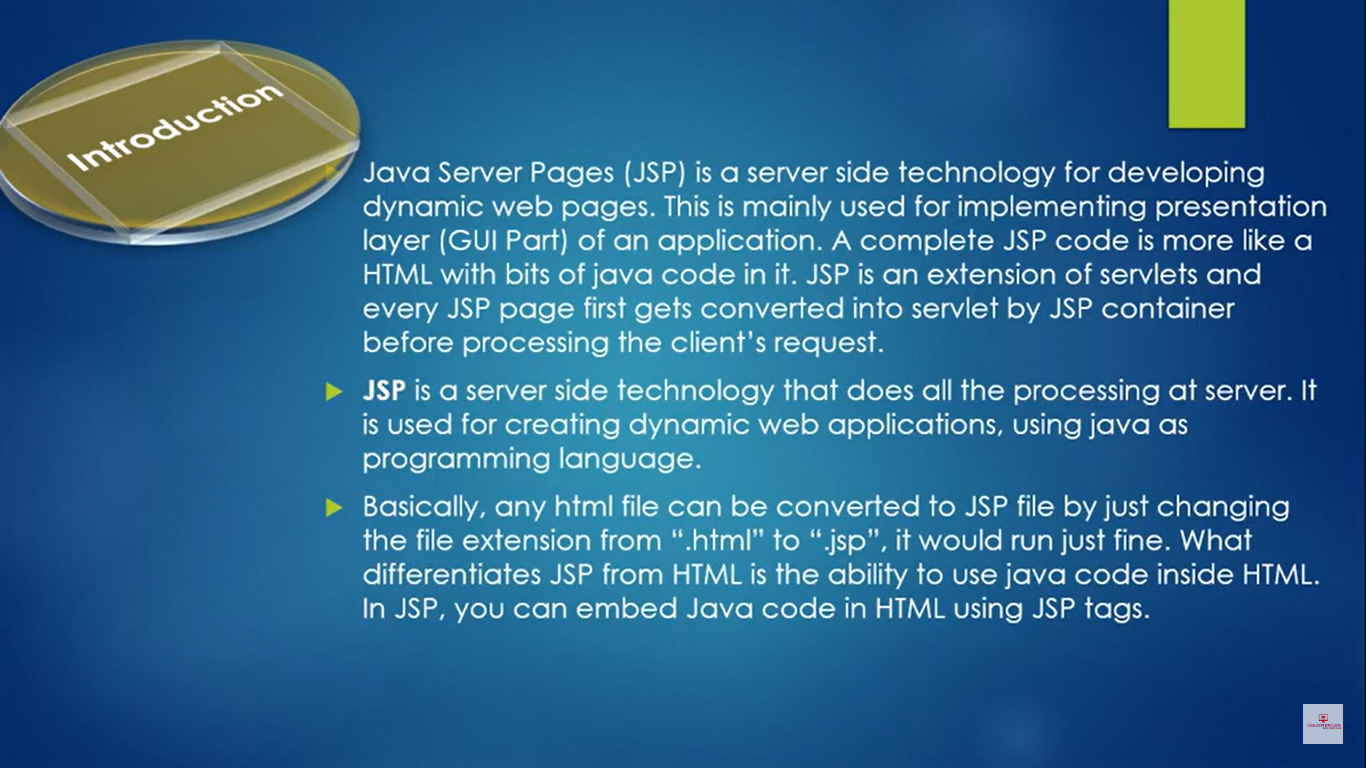 Introduction
Java Server Pages (JSP) is a server side technology for developing
dynamic web pages. This is mainly used for implementing presentation
layer (GUI Part) of an application. A complete JSP code is more like a
HTML with bits of java code in it. JSP is an extension of servlets and
every JSP page first gets converted into servlet by JSP container
before processing the client’s request.
JSP is a server side technology that does all the processing at server. It
is used for creating dynamic web applications, using java as
programming language.
Basically, any html file can be converted to JSP file by just changing
the file extension from “.html” to “.jsp”, it would run just fine. What
differentiates JSP from HTML is the ability to use java code inside HTML.
In JSP, you can embed Java code in HTML using JSP tags.